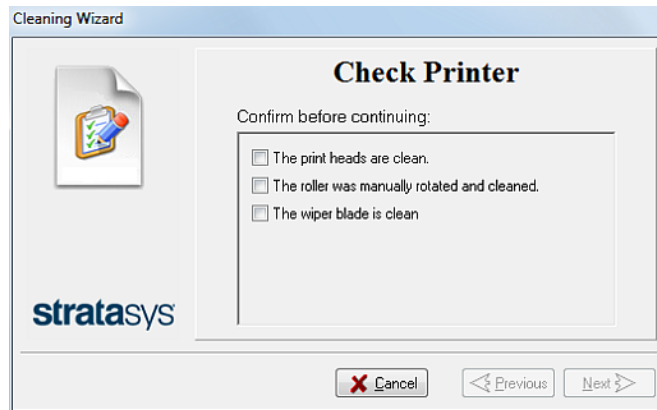 Cleaning Wizard
Check Printer
Confirm before continuing:
The print heads are clean.
The roller was manually rotated and cleaned.
The wiper blade is clean
stratasys
Cancel
Previous
Next